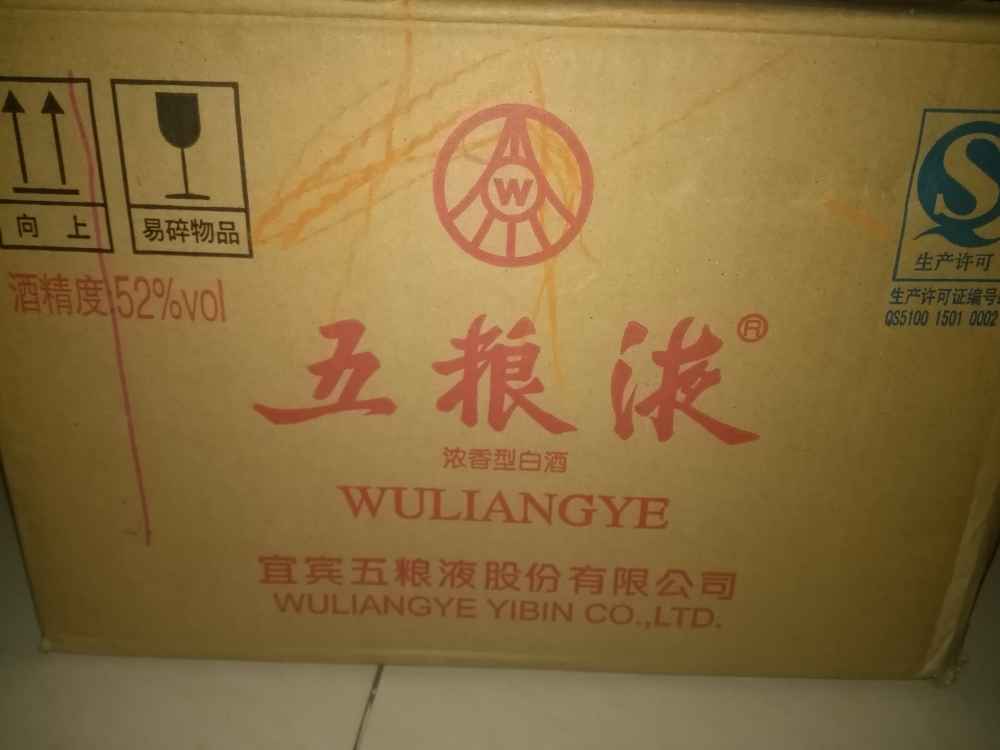 向 上
易碎物品
酒精度52%vol
W
五粮液®
浓香型白酒
WULIANGYE
宜宾五粮液股份有限公司
WULIANGYE YIBIN CO.,LTD.
S
生产许可
生产许可证编号
QS5100 1501 0002